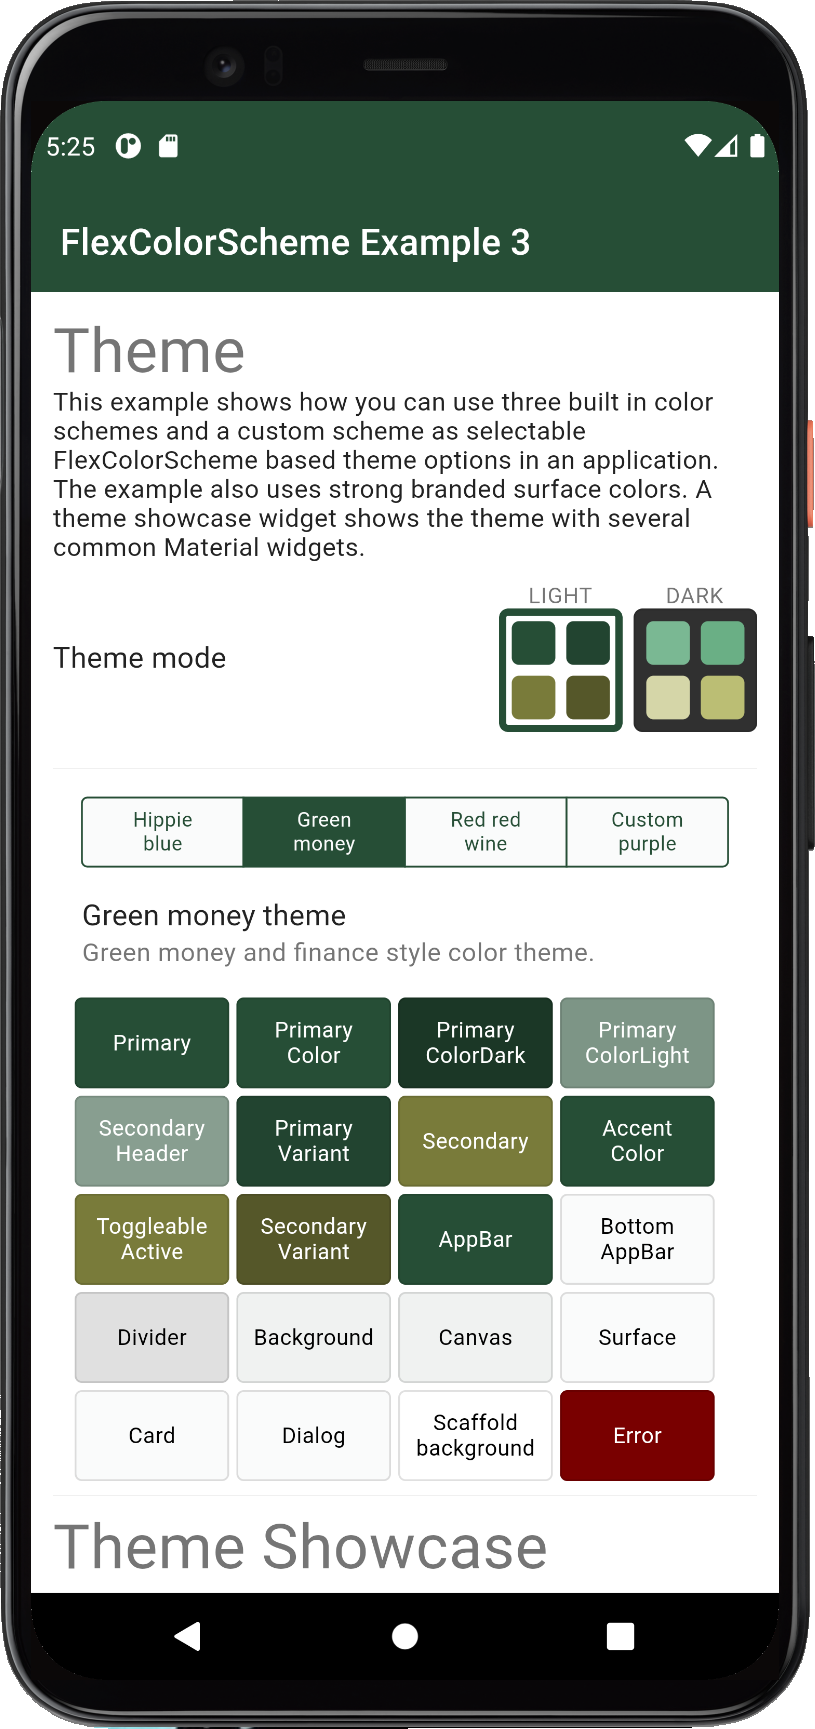 5:25
FlexColorScheme Example 3
Theme
This example shows how you can use three built in color
schemes and a custom scheme as selectable
FlexColorScheme based theme options in an application.
The example also uses strong branded surface colors. A
theme showcase widget shows the theme with several
common Material widgets.
LIGHT DARK
Theme mode
Hippie
blue
Green
money
Red red
wine
Custom
purple
Green money theme
Green money and finance style color theme.
Primary
Primary
Color
Primary
ColorDark
Primary
ColorLight
Secondary
Header
Primary
Variant
Secondary
Accent
Color
Toggleable
Active
Secondary
Variant
AppBar
Bottom
AppBar
Divider
Background
Canvas
Surface
Card
Dialog
Scaffold
background
Error
Theme Showcase